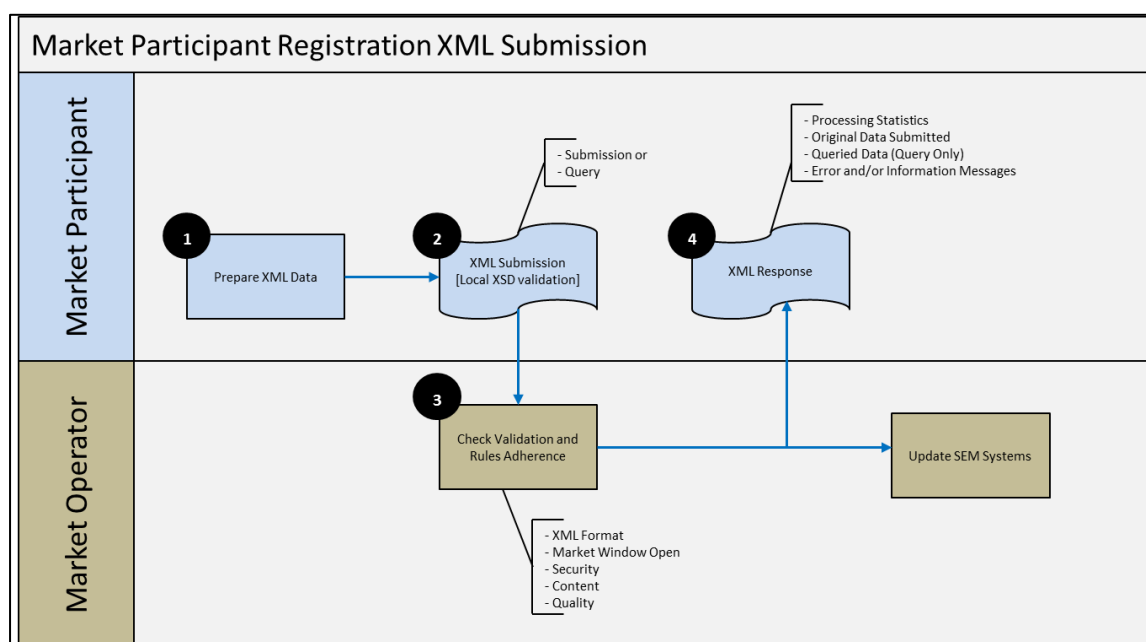 Market Participant Registration XML Submission
Market Participant
- Submission or
- Query
- Processing Statistics
- Original Data Submitted
- Queried Data (Query Only)
- Error and/or Information Messages
1
Prepare XML Data
2
XML Submission
[Local XSD validation]
4
XML Response
Market Operator
3
Check Validation and
Rules Adherence
Update SEM Systems
- XML Format
- Market Window Open
- Security
- Content
- Quality